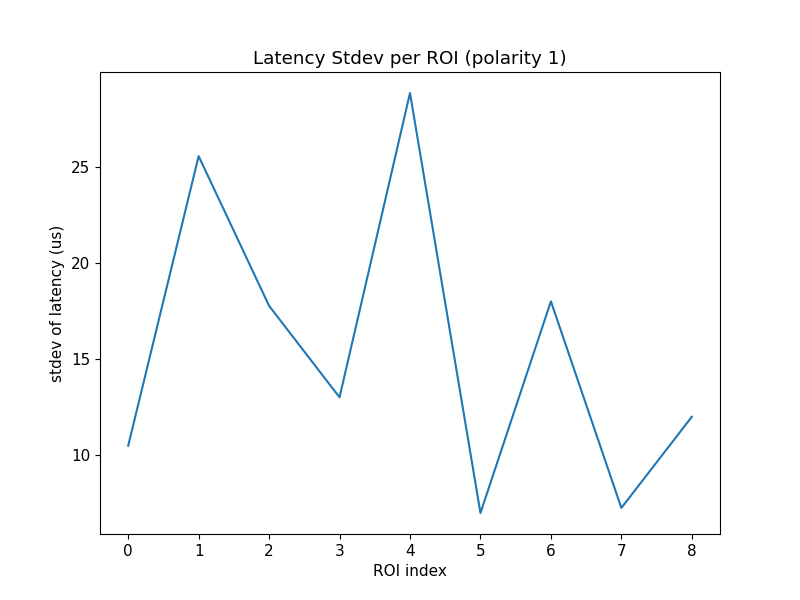 Latency Stdev per ROI (polarity 1)
stdev of latency (us)
25
20
15
10
0 1 2 3 4 5 6 7 8
ROI index